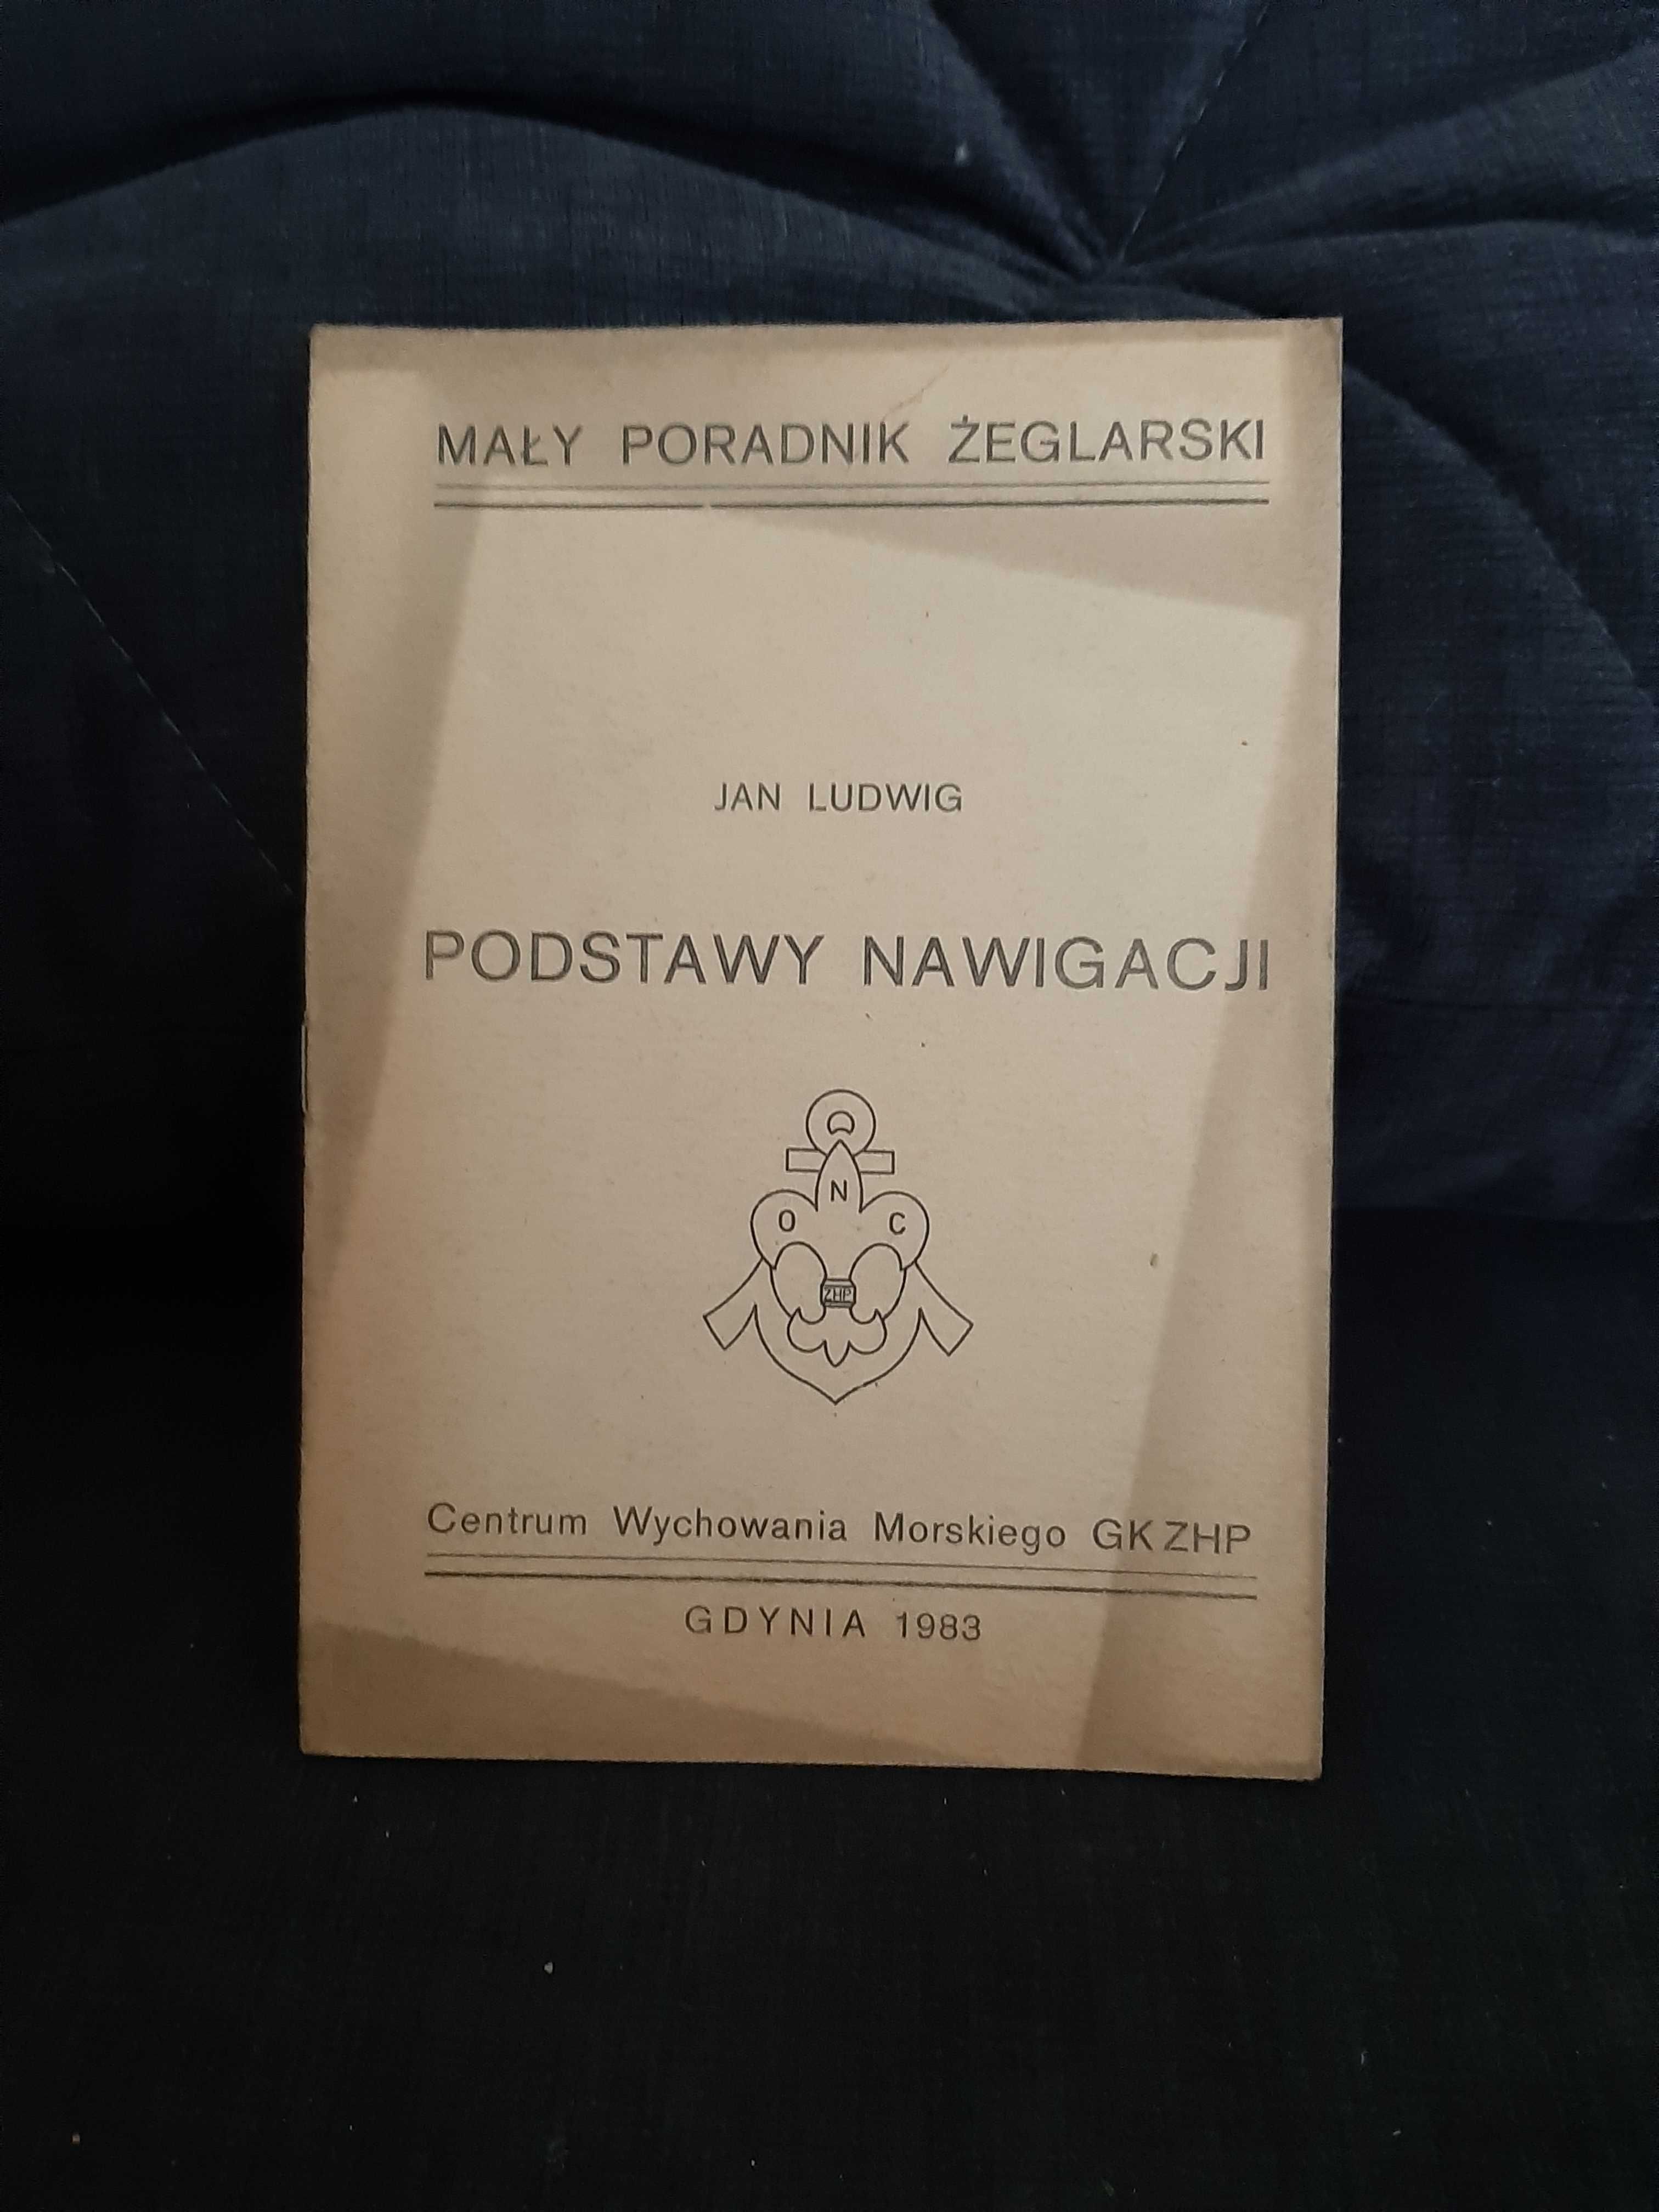 MAŁY PORADNIK ŻEGLARSKI
JAN LUDWIG
PODSTAWY NAWIGACJI
N
O C
ZHP
Centrum Wychowania Morskiego GK ZHP
GDYNIA 1983